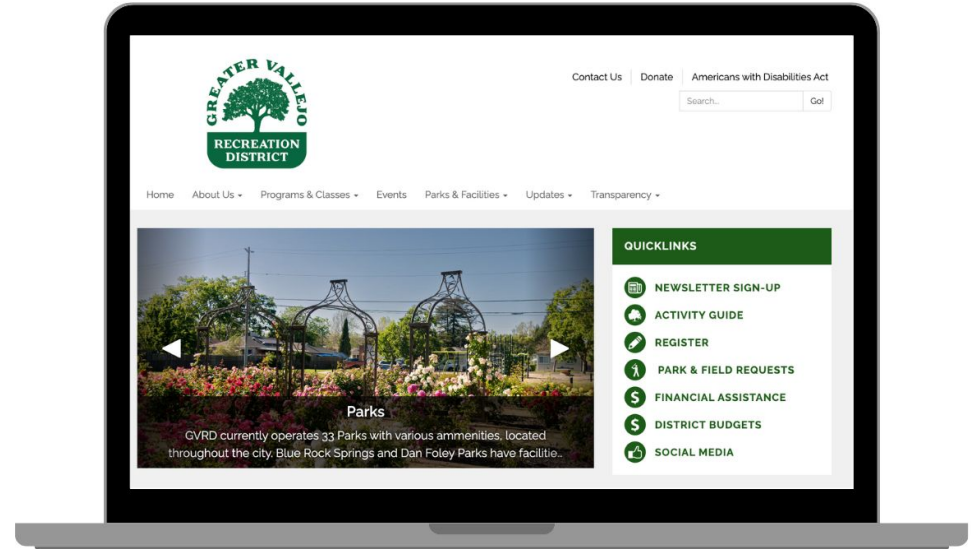 GREATER VALLEJO
RECREATION
DISTRICT
Contact Us Donate Americans with Disabilities Act
Search... Go!
Home About Us Programs & Classes Events Parks & Facilities Updates Transparency
Parks
GVRD currently operates 33 Parks with various ammenities, located
throughout the city. Blue Rock Springs and Dan Foley Parks have facilitie...
QUICKLINKS
NEWSLETTER SIGN-UP
ACTIVITY GUIDE
REGISTER
PARK & FIELD REQUESTS
FINANCIAL ASSISTANCE
DISTRICT BUDGETS
SOCIAL MEDIA